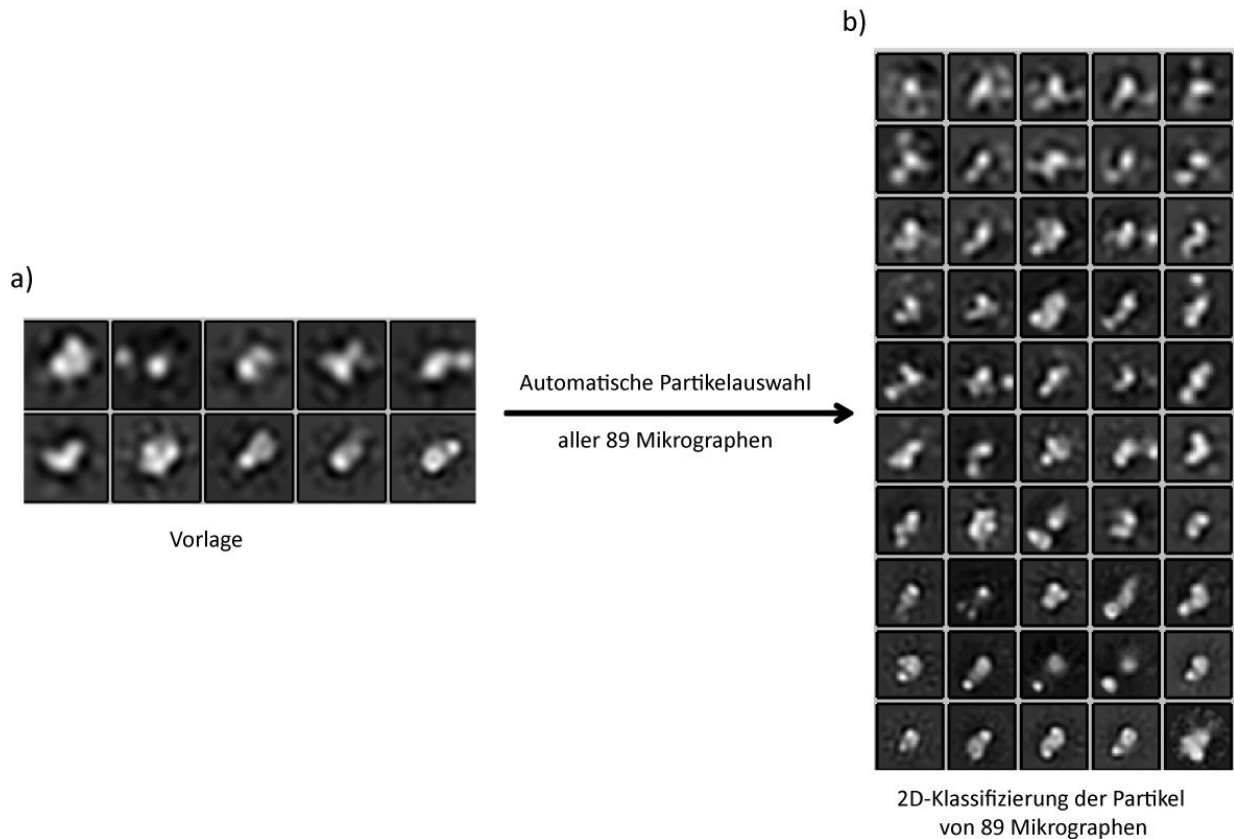 a)
Vorlage
Automatische Partikelauswahl
aller 89 Mikrographen
b)
2D-Klassifizierung der Partikel
von 89 Mikrographen